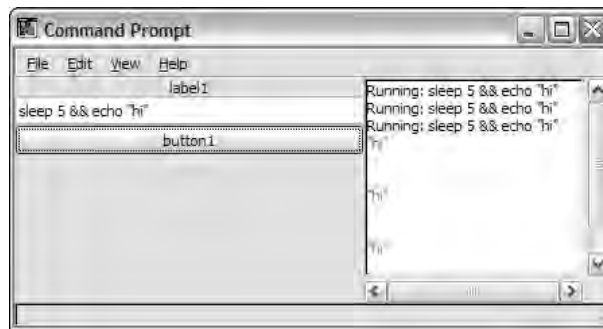 Command Prompt
File Edit View Help
label1
sleep 5 && echo "hi"
button1
Running: sleep 5 && echo "hi"
Running: sleep 5 && echo "hi"
Running: sleep 5 && echo "hi"
"hi"
"hi"
"hi"